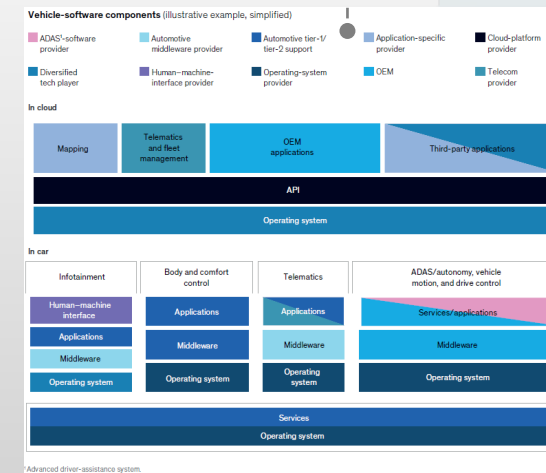 Vehicle-software components (illustrative example, simplified)
ADAS¹-software provider
Automotive middleware provider
Automotive tier-1/ tier-2 support
Application-specific provider
Cloud-platform provider
Diversified tech player
Human–machine-interface provider
Operating-system provider
OEM
Telecom provider
In cloud
Mapping
Telematics and fleet management
OEM applications
Third-party applications
API
Operating system
In car
Infotainment
Body and comfort control
Telematics
ADAS/autonomy, vehicle motion, and drive control
Human–machine interface
Applications
Applications
Services/applications
Applications
Middleware
Middleware
Middleware
Middleware
Operating system
Operating system
Operating system
Operating system
Services
Operating system
¹Advanced driver-assistance system.